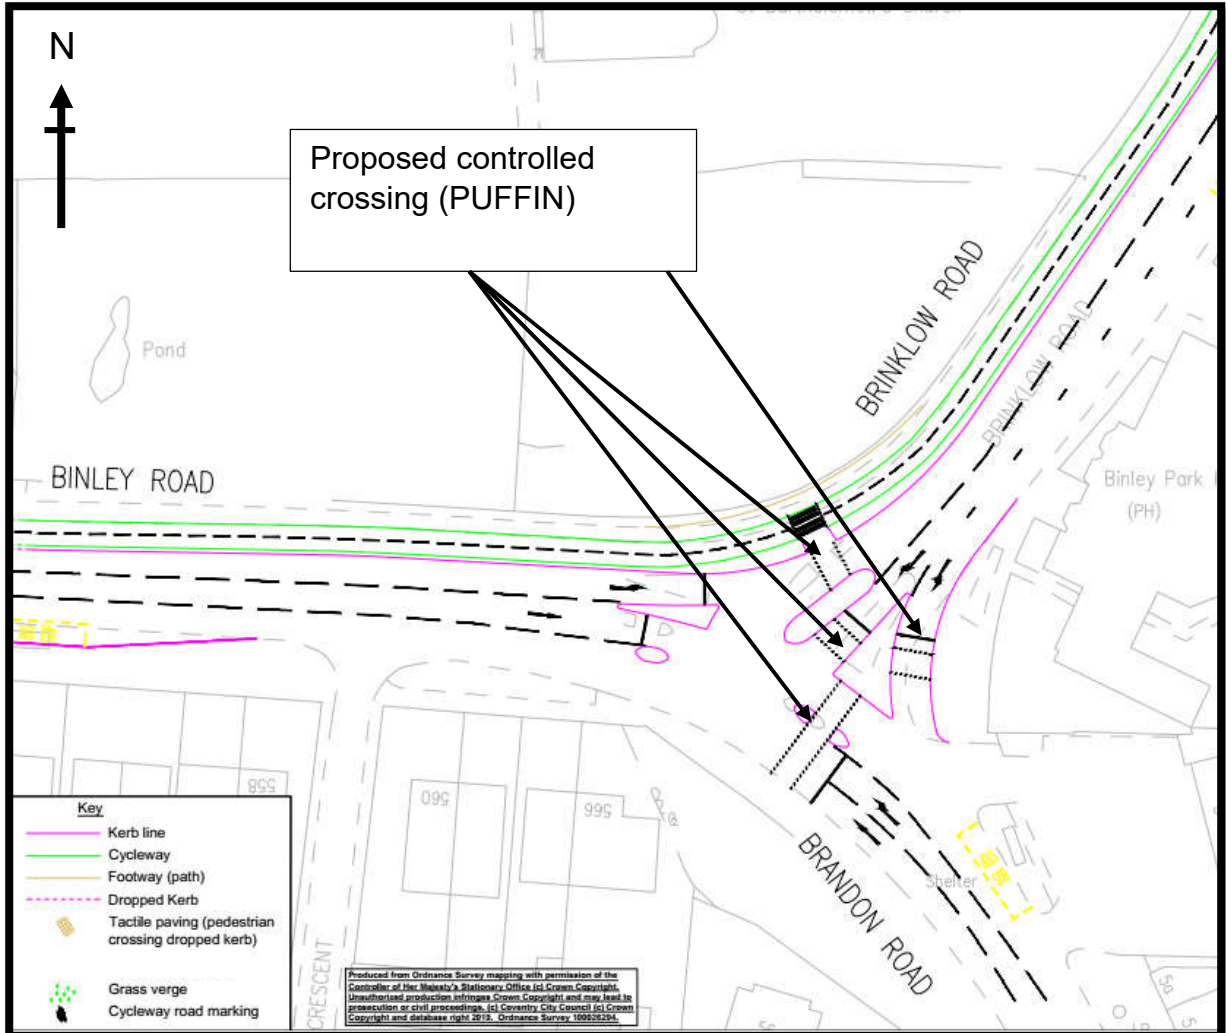 N
Proposed controlled
crossing (PUFFIN)
Pond
BINLEY ROAD
BRINKLOW ROAD
BRINKLOW ROAD
Binley Park
(PH)
558
560
566
BRANDON ROAD
Shelter
CRESCENT
5a
Key
Kerb line
Cycleway
Footway (path)
Dropped Kerb
Tactile paving (pedestrian
crossing dropped kerb)
Grass verge
Cycleway road marking
Produced from Ordnance Survey mapping with permission of the
Controller of Her Majesty's Stationary Office (c) Crown Copyright.
Unauthorized production infringes Crown Copyright and may lead to
prosecution or civil proceedings. (c) Coventry City Council (c) Crown
Copyright and database right 2019. Ordnance Survey 100026294.